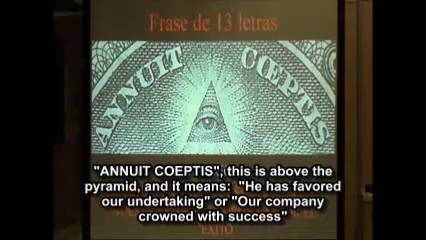 Frase de 13 letras
ANNUIT CŒPTIS
"ANNUIT COEPTIS", this is above the
pyramid, and it means: "He has favored
our undertaking" or "Our company
crowned with success"
EXITO